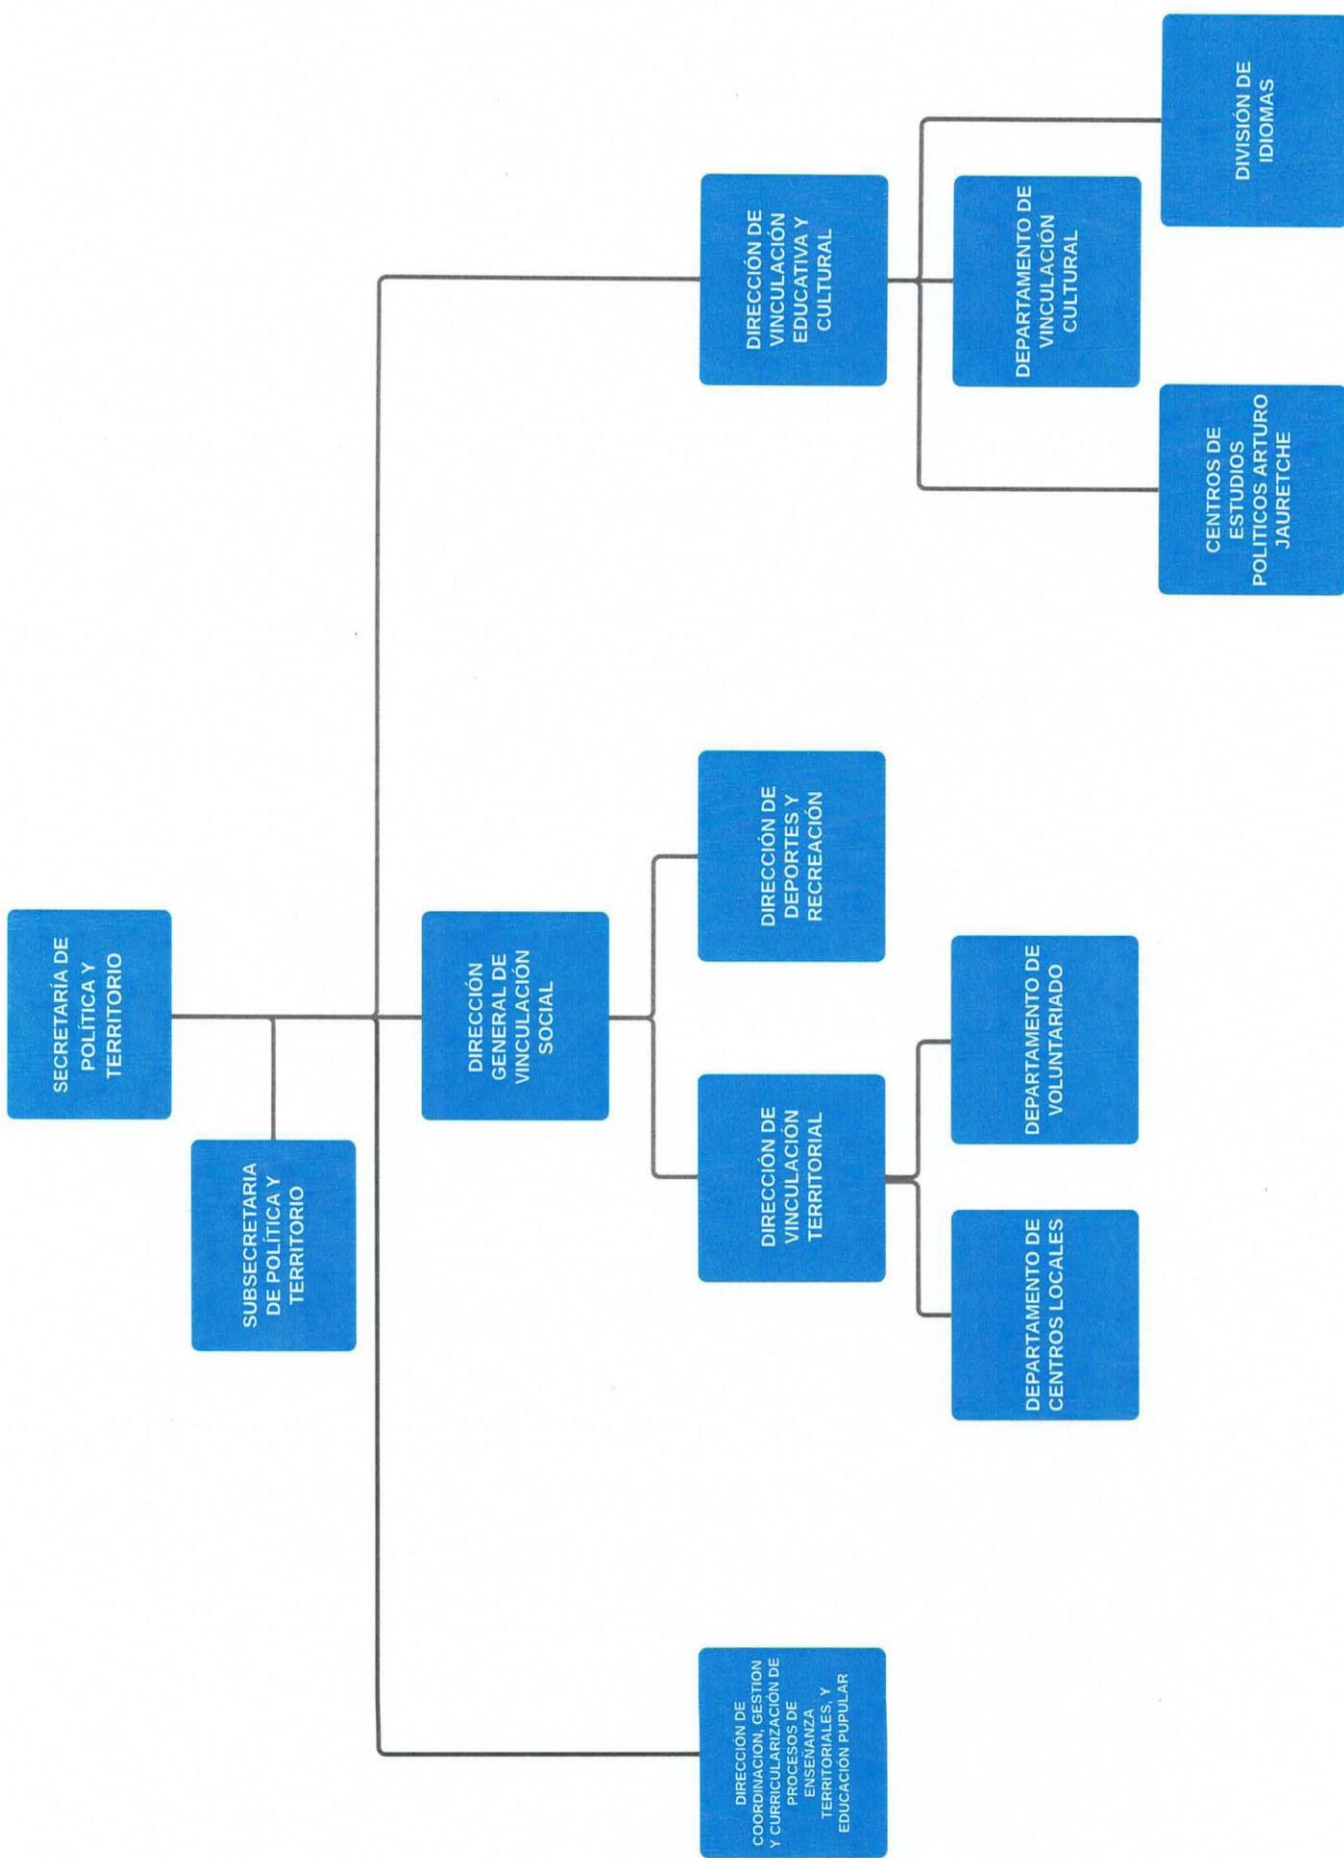 SECRETARÍA DE
POLÍTICA Y
TERRITORIO
SUBSECRETARIA
DE POLÍTICA Y
TERRITORIO
DIRECCIÓN
GENERAL DE
VINCULACIÓN
SOCIAL
DIRECCIÓN DE
COORDINACION, GESTION
Y CURRICULARIZACIÓN DE
PROCESOS DE
ENSEÑANZA
TERRITORIALES, Y
EDUCACIÓN PUPULAR
DIRECCIÓN DE
VINCULACIÓN
TERRITORIAL
DIRECCIÓN DE
DEPORTES Y
RECREACIÓN
DIRECCIÓN DE
VINCULACIÓN
EDUCATIVA Y
CULTURAL
DEPARTAMENTO DE
CENTROS LOCALES
DEPARTAMENTO DE
VOLUNTARIADO
DEPARTAMENTO DE
VINCULACIÓN
CULTURAL
CENTROS DE
ESTUDIOS
POLITICOS ARTURO
JAURETCHE
DIVISIÓN DE
IDIOMAS